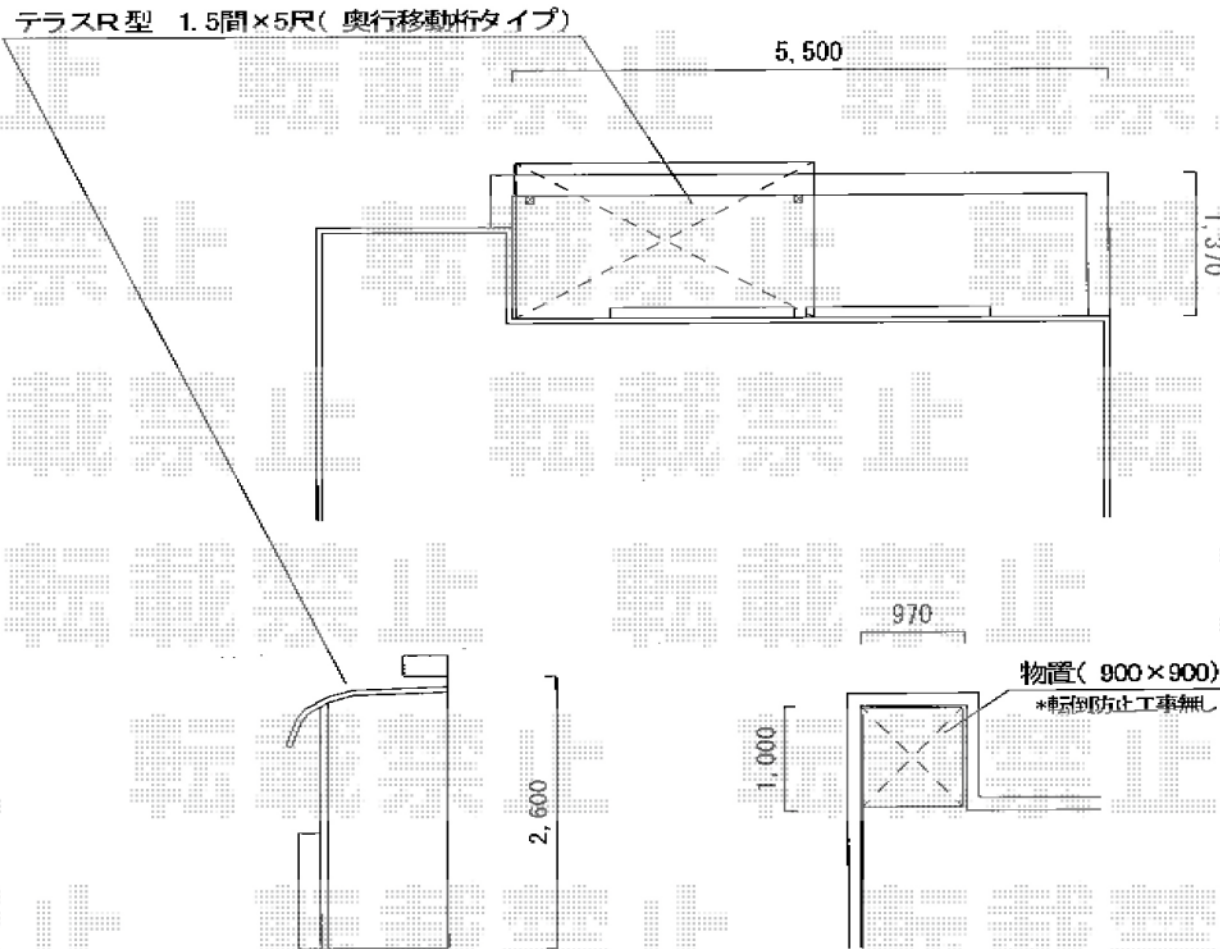 テラスR型 1.5間×5尺( 奥行移動桁タイプ)
5,500
1,370
転載禁止
970
物置( 900×900)
*転倒防止工事無し
1,000
2,600